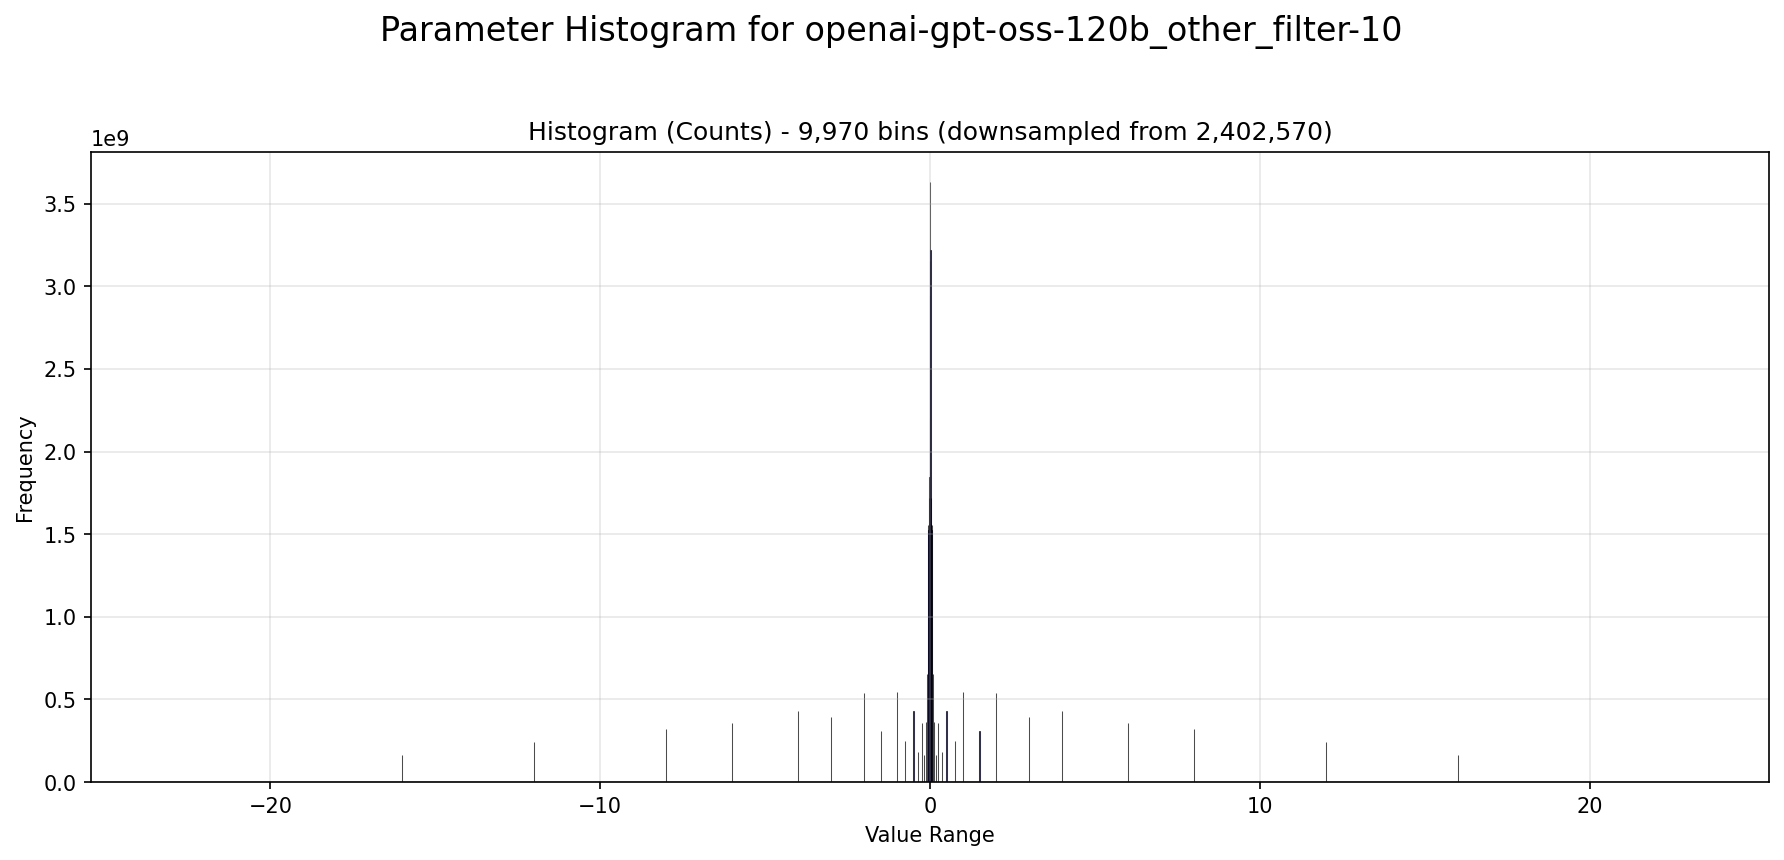 Parameter Histogram for openai-gpt-oss-120b_other_filter-10
Histogram (Counts) - 9,970 bins (downsampled from 2,402,570)
1e9
3.5
3.0
2.5
2.0
1.5
1.0
0.5
0.0
Frequency
−20
−10
0
10
20
Value Range